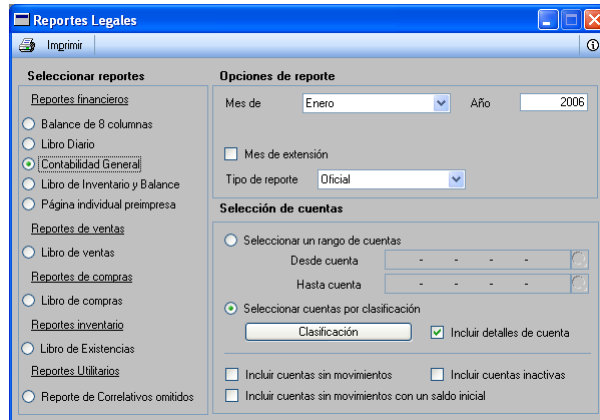 Reportes Legales
Imprimir
Seleccionar reportes
Reportes financieros
Balance de 8 columnas
Libro Diario
Contabilidad General
Libro de Inventario y Balance
Página individual preimpresa
Reportes de ventas
Libro de ventas
Reportes de compras
Libro de compras
Reportes inventario
Libro de Existencias
Reportes Utilitarios
Reporte de Correlativos omitidos
Opciones de reporte
Mes de Enero Año 2006
Mes de extensión
Tipo de reporte Oficial
Selección de cuentas
Seleccionar un rango de cuentas
Desde cuenta - - - -
Hasta cuenta - - - -
Seleccionar cuentas por clasificación
Clasificación Incluir detalles de cuenta
Incluir cuentas sin movimientos Incluir cuentas inactivas
Incluir cuentas sin movimientos con un saldo inicial